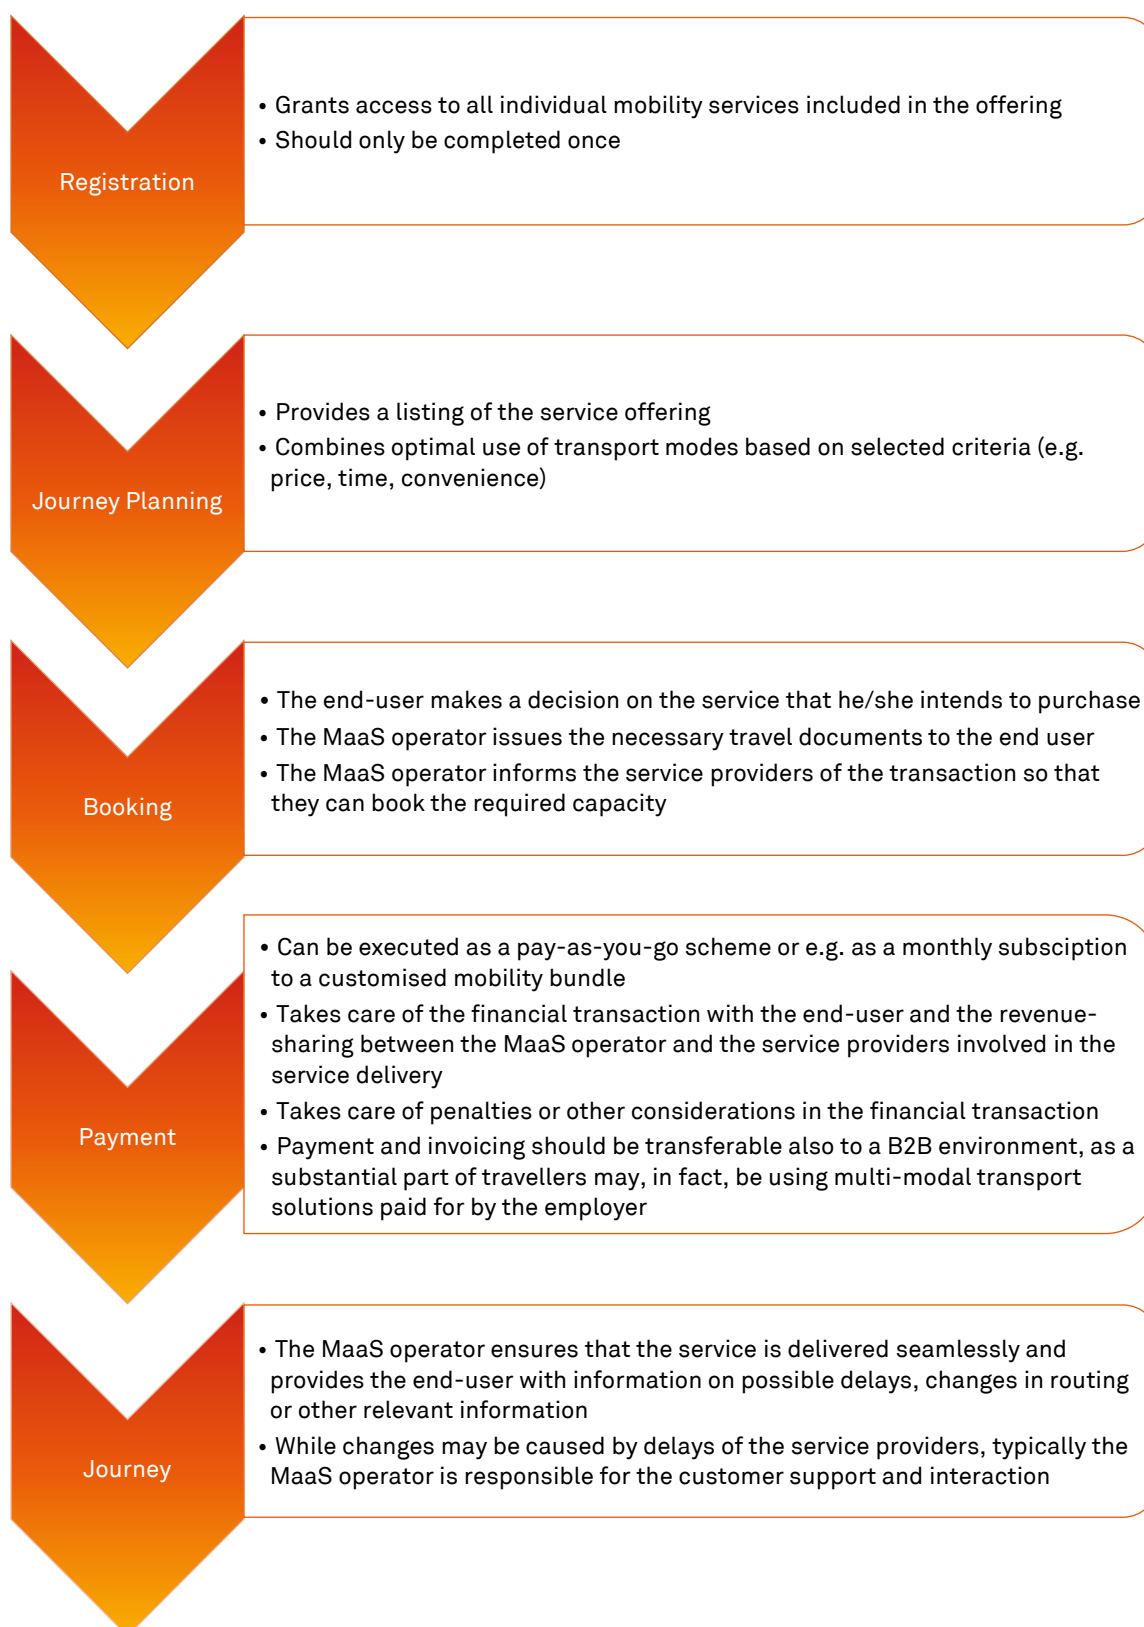 • Grants access to all individual mobility services included in the offering
• Should only be completed once
Registration
• Provides a listing of the service offering
• Combines optimal use of transport modes based on selected criteria (e.g.
price, time, convenience)
Journey Planning
• The end-user makes a decision on the service that he/she intends to purchase
• The MaaS operator issues the necessary travel documents to the end user
• The MaaS operator informs the service providers of the transaction so that
they can book the required capacity
Booking
• Can be executed as a pay-as-you-go scheme or e.g. as a monthly subsciption
to a customised mobility bundle
• Takes care of the financial transaction with the end-user and the revenue-
sharing between the MaaS operator and the service providers involved in the
service delivery
• Takes care of penalties or other considerations in the financial transaction
• Payment and invoicing should be transferable also to a B2B environment, as a
substantial part of travellers may, in fact, be using multi-modal transport
solutions paid for by the employer
Payment
• The MaaS operator ensures that the service is delivered seamlessly and
provides the end-user with information on possible delays, changes in routing
or other relevant information
• While changes may be caused by delays of the service providers, typically the
MaaS operator is responsible for the customer support and interaction
Journey